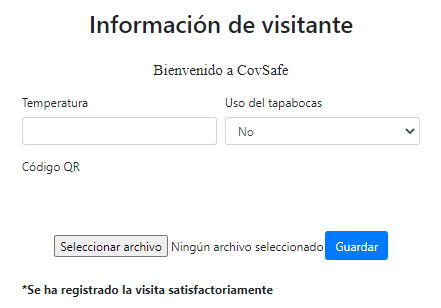 Información de visitante
Bienvenido a CovSafe
Temperatura
Uso del tapabocas
No
Código QR
Seleccionar archivo Ningún archivo seleccionado Guardar
*Se ha registrado la visita satisfactoriamente